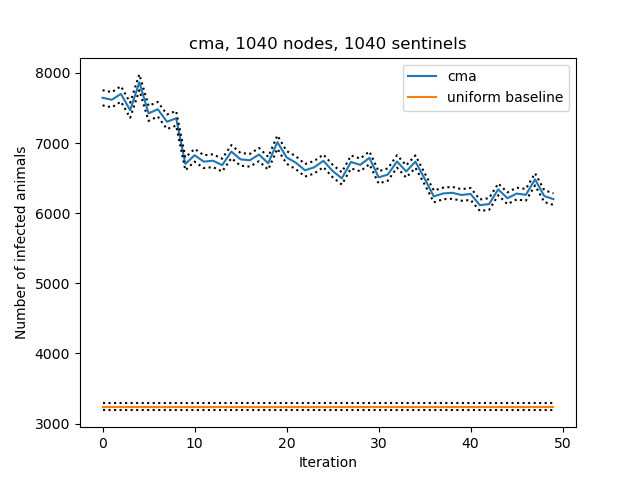 cma, 1040 nodes, 1040 sentinels
cma
uniform baseline
Number of infected animals
8000
7000
6000
5000
4000
3000
0 10 20 30 40 50
Iteration